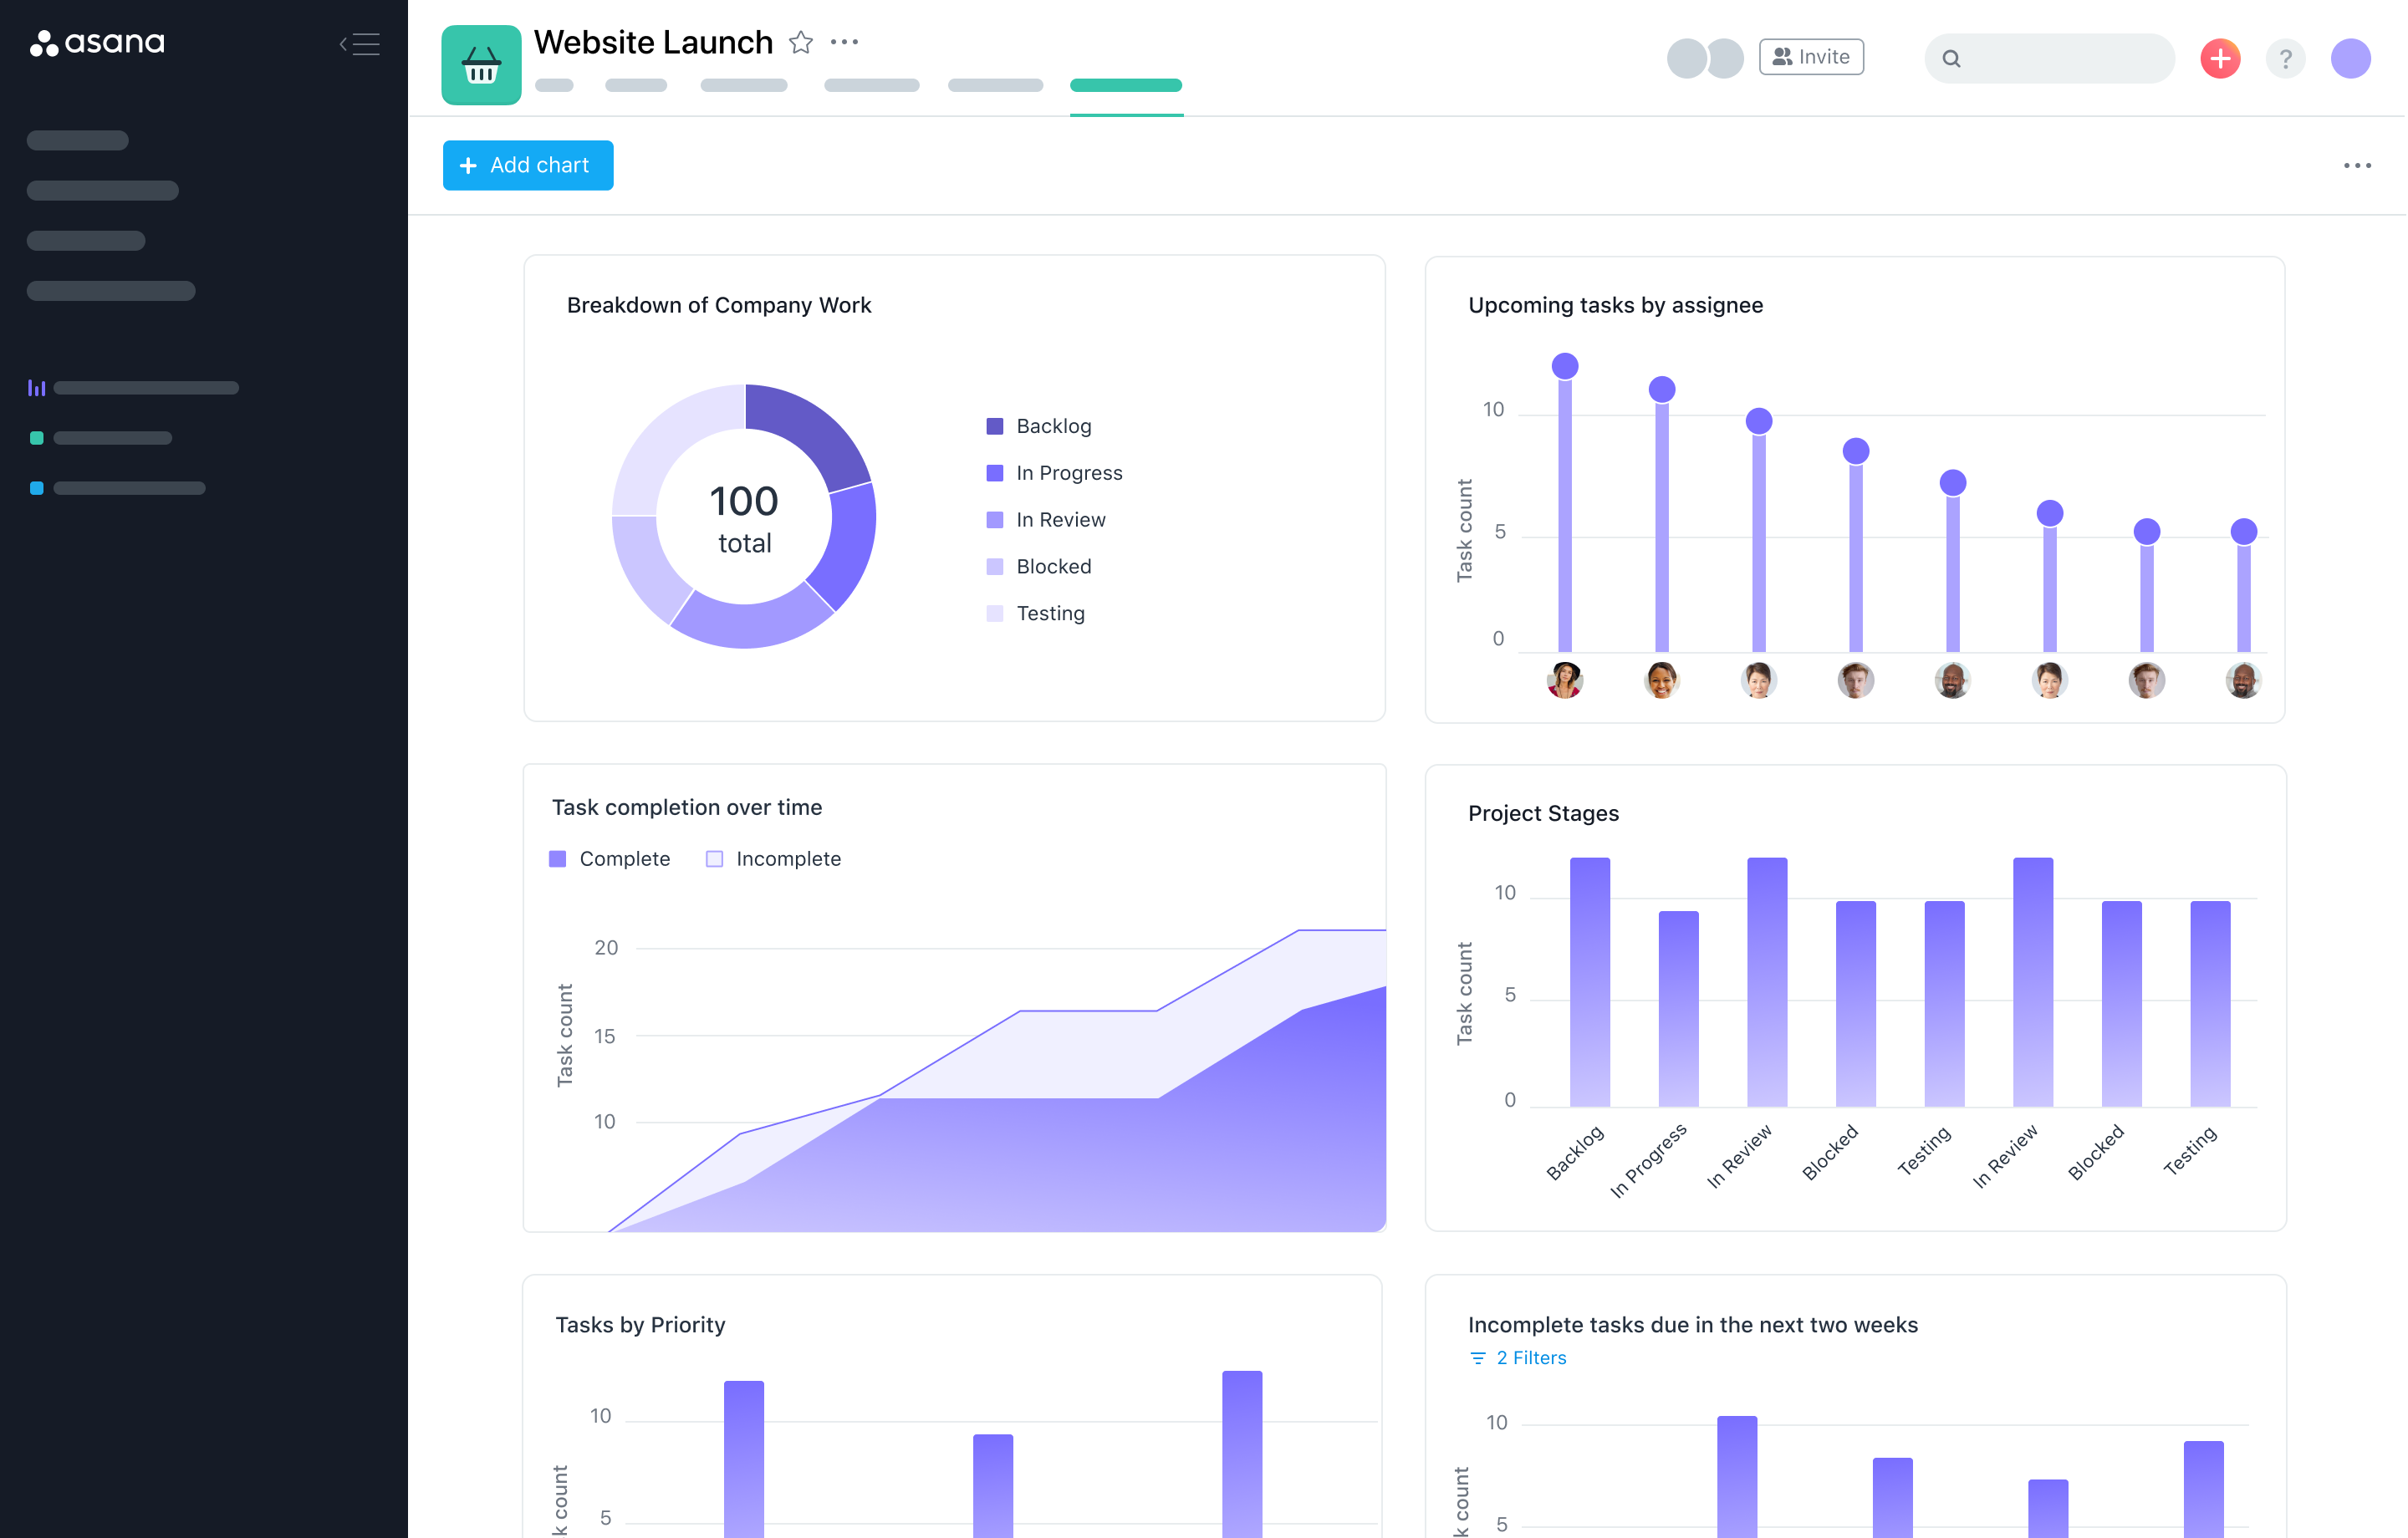 asana
Website Launch
Invite
?
Add chart
Breakdown of Company Work
100
total
Backlog
In Progress
In Review
Blocked
Testing
Upcoming tasks by assignee
Task count
10
5
0
Task completion over time
Complete
Incomplete
Task count
20
15
10
Project Stages
Task count
10
5
0
Backlog
In Progress
In Review
Blocked
Testing
In Review
Blocked
Testing
Tasks by Priority
k count
10
5
Incomplete tasks due in the next two weeks
2 Filters
k count
10
5